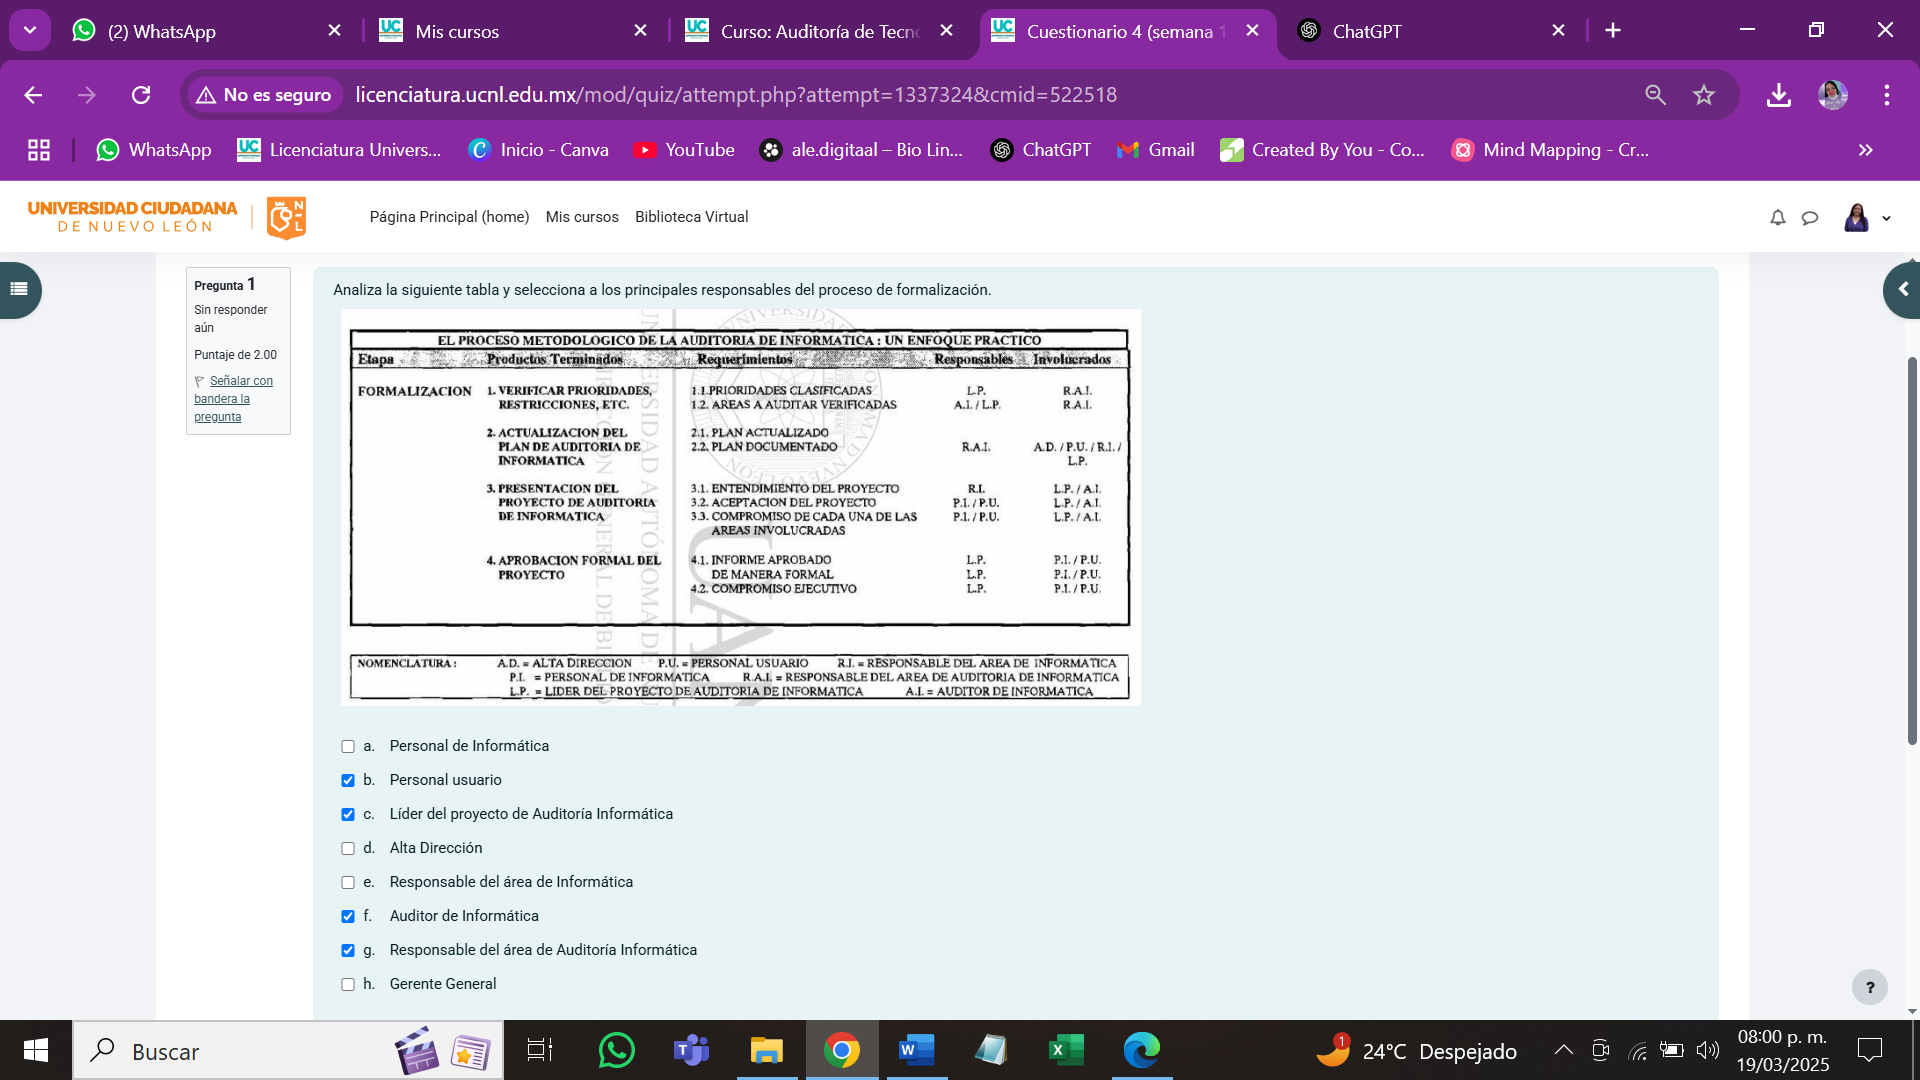 (2) WhatsApp
Mis cursos
Curso: Auditoría de Tecno
Cuestionario 4 (semana 1
ChatGPT
No es seguro
licenciatura.ucnl.edu.mx/mod/quiz/attempt.php?attempt=1337324&cmid=522518
WhatsApp
Licenciatura Univers...
Inicio - Canva
YouTube
ale.digitaal – Bio Lin...
ChatGPT
Gmail
Created By You - Co...
Mind Mapping - Cr...
UNIVERSIDAD CIUDADANA
DE NUEVO LEÓN
Página Principal (home)
Mis cursos
Biblioteca Virtual
Pregunta 1
Sin responder
aún
Puntaje de 2.00
Señalar con
bandera la
pregunta
Analiza la siguiente tabla y selecciona a los principales responsables del proceso de formalización.
EL PROCESO METODOLOGICO DE LA AUDITORIA DE INFORMATICA : UN ENFOQUE PRACTICO
Etapa Productos Terminados Requerimientos Responsables Involucrados
FORMALIZACION 1. VERIFICAR PRIORIDADES, 1.1.PRIORIDADES CLASIFICADAS L.P. R.A.I.
RESTRICCIONES, ETC. 1.2. AREAS A AUDITAR VERIFICADAS A.I. / L.P. R.A.I.
2. ACTUALIZACION DEL 2.1. PLAN ACTUALIZADO
PLAN DE AUDITORIA DE 2.2. PLAN DOCUMENTADO R.A.I. A.D. / P.U. / R.I. /
INFORMATICA L.P.
3. PRESENTACION DEL 3.1. ENTENDIMIENTO DEL PROYECTO R.I. L.P. / A.I.
PROYECTO DE AUDITORIA 3.2. ACEPTACION DEL PROYECTO P.I. / P.U. L.P. / A.I.
DE INFORMATICA 3.3. COMPROMISO DE CADA UNA DE LAS P.I. / P.U. L.P. / A.I.
AREAS INVOLUCRADAS
4. APROBACION FORMAL DEL 4.1. INFORME APROBADO L.P. P.I. / P.U.
PROYECTO DE MANERA FORMAL L.P. P.I. / P.U.
4.2. COMPROMISO EJECUTIVO L.P. P.I. / P.U.
NOMENCLATURA : A.D. = ALTA DIRECCION P.U. = PERSONAL USUARIO R.I. = RESPONSABLE DEL AREA DE INFORMATICA
P.I. = PERSONAL DE INFORMATICA R.A.I. = RESPONSABLE DEL AREA DE AUDITORIA DE INFORMATICA
L.P. = LIDER DEL PROYECTO DE AUDITORIA DE INFORMATICA A.I. = AUDITOR DE INFORMATICA
a. Personal de Informática
b. Personal usuario
c. Líder del proyecto de Auditoría Informática
d. Alta Dirección
e. Responsable del área de Informática
f. Auditor de Informática
g. Responsable del área de Auditoría Informática
h. Gerente General
?
Buscar
1
24°C Despejado
08:00 p. m.
19/03/2025